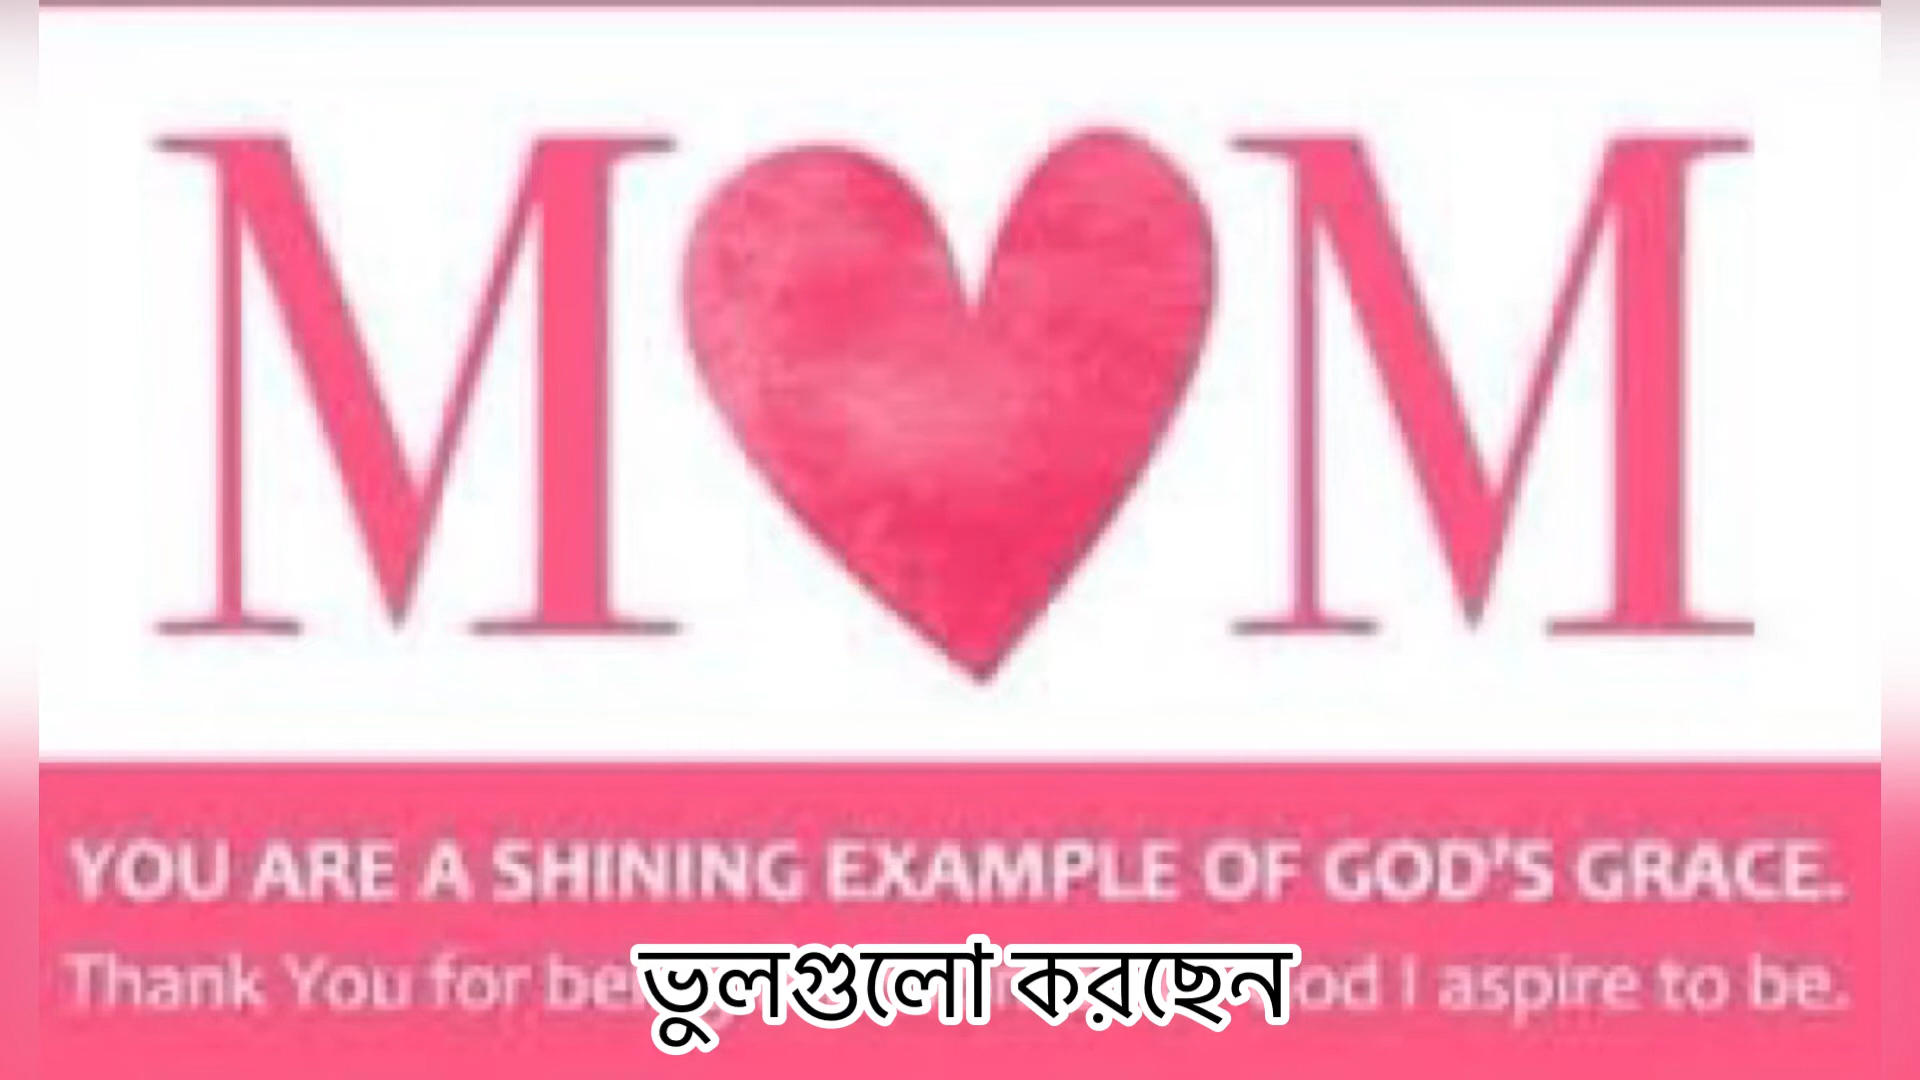 M M
YOU ARE A SHINING EXAMPLE OF GOD'S GRACE.
Thank You for be od I aspire to be.
ভুলগুলো করছেন